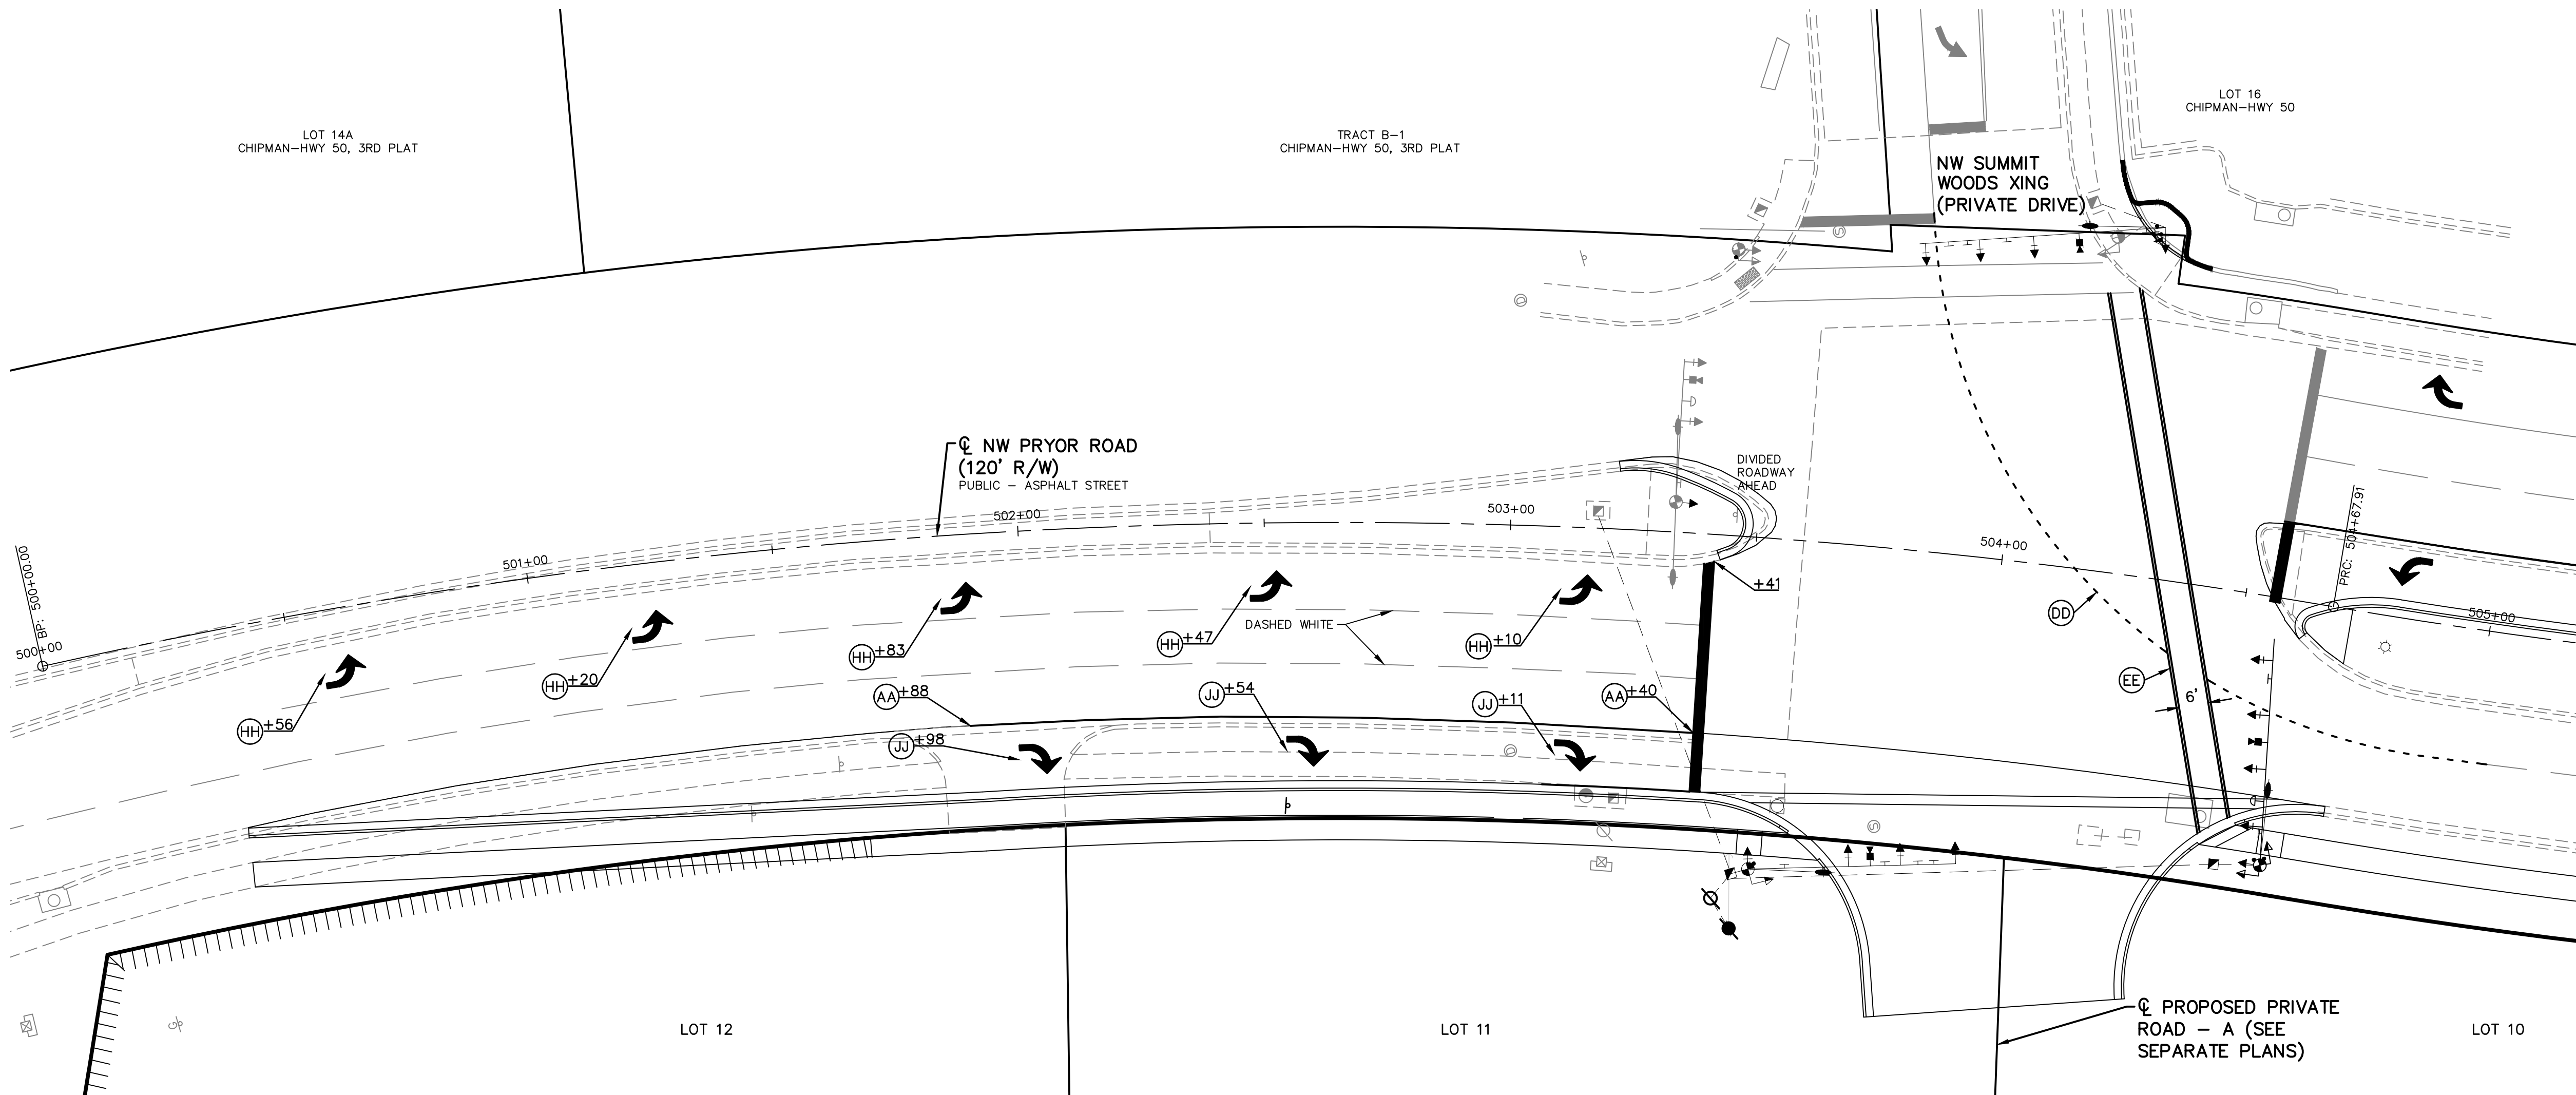 LOT 14A
CHIPMAN-HWY 50, 3RD PLAT
TRACT B-1
CHIPMAN-HWY 50, 3RD PLAT
LOT 16
CHIPMAN-HWY 50
NW SUMMIT
WOODS XING
(PRIVATE DRIVE)
S
D
℄ NW PRYOR ROAD
(120' R/W)
PUBLIC - ASPHALT STREET
DIVIDED
ROADWAY
AHEAD
BP: 500+00.00
500+00
501+00
502+00
503+00
504+00
505+00
PRC: 504+67.91
+41
DD
EE
6'
DASHED WHITE
HH +56
HH +20
HH +83
HH +47
HH +10
AA +88
JJ +98
JJ +54
JJ +11
AA +40
D
S
G
LOT 12
LOT 11
℄ PROPOSED PRIVATE
ROAD - A (SEE
SEPARATE PLANS)
LOT 10